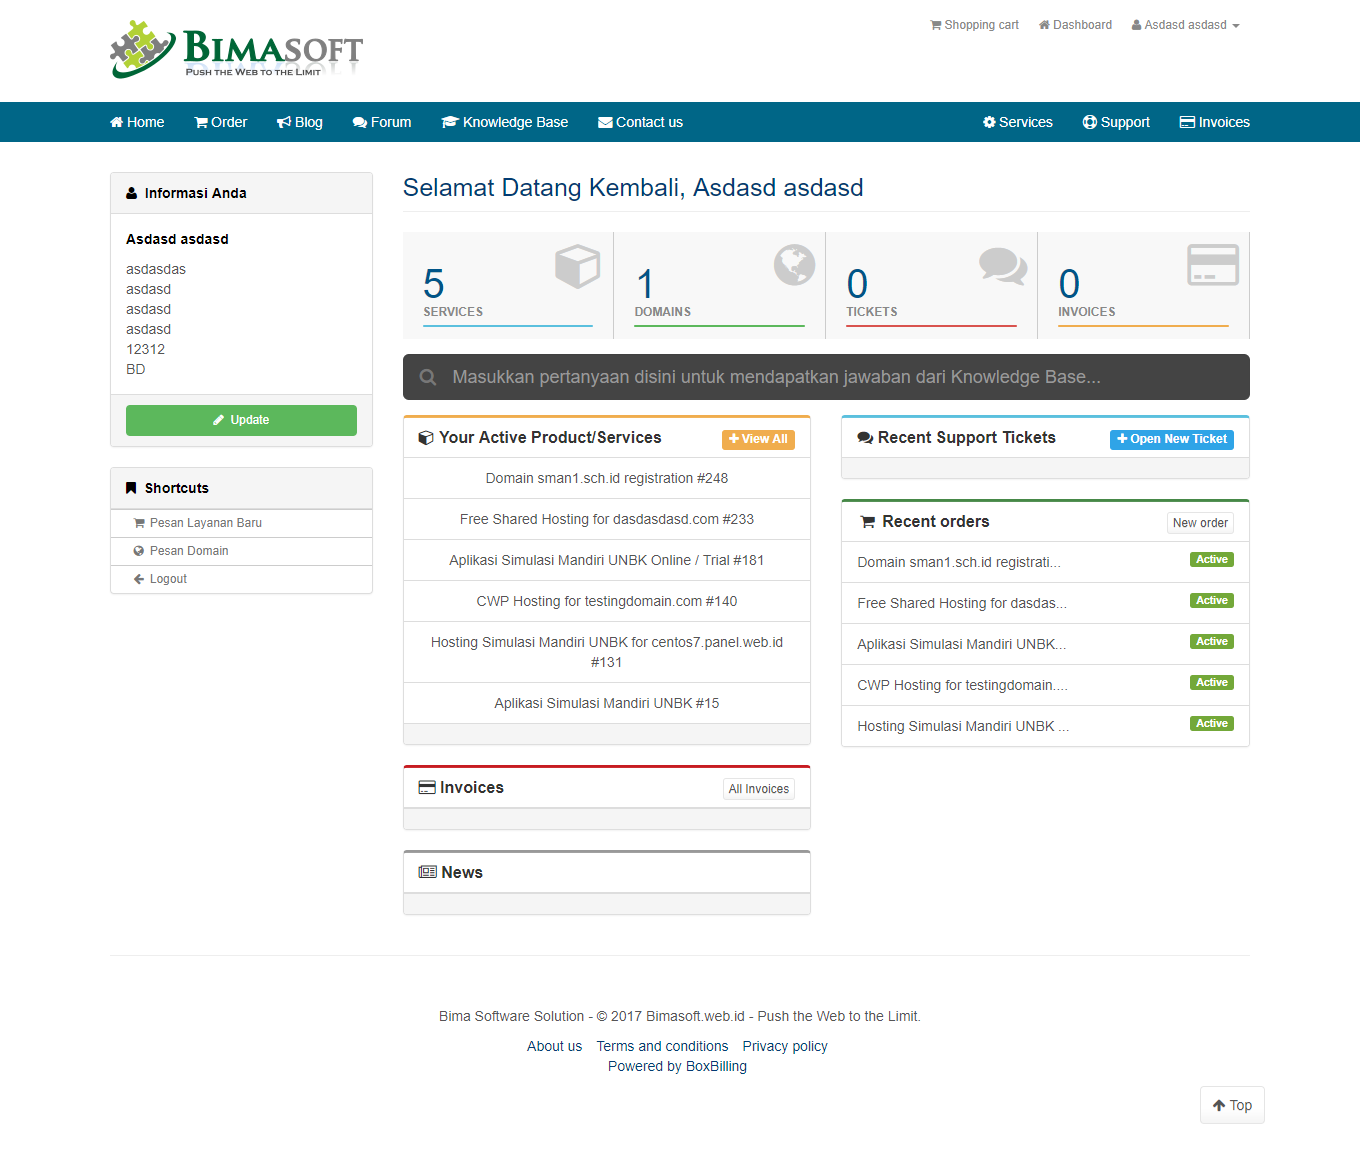 BIMASOFT
PUSH THE WEB TO THE LIMIT
Shopping cart Dashboard Asdasd asdasd
Home Order Blog Forum Knowledge Base Contact us Services Support Invoices
Informasi Anda
Asdasd asdasd
asdasdas
asdasd
asdasd
asdasd
12312
BD
Update
Shortcuts
Pesan Layanan Baru
Pesan Domain
Logout
Selamat Datang Kembali, Asdasd asdasd
5
SERVICES
1
DOMAINS
0
TICKETS
0
INVOICES
Masukkan pertanyaan disini untuk mendapatkan jawaban dari Knowledge Base...
Your Active Product/Services View All
Domain sman1.sch.id registration #248
Free Shared Hosting for dasdasdasd.com #233
Aplikasi Simulasi Mandiri UNBK Online / Trial #181
CWP Hosting for testingdomain.com #140
Hosting Simulasi Mandiri UNBK for centos7.panel.web.id
#131
Aplikasi Simulasi Mandiri UNBK #15
Invoices All Invoices
News
Recent Support Tickets Open New Ticket
Recent orders New order
Domain sman1.sch.id registrati... Active
Free Shared Hosting for dasdas... Active
Aplikasi Simulasi Mandiri UNBK... Active
CWP Hosting for testingdomain.... Active
Hosting Simulasi Mandiri UNBK ... Active
Bima Software Solution - © 2017 Bimasoft.web.id - Push the Web to the Limit.
About us Terms and conditions Privacy policy
Powered by BoxBilling
Top